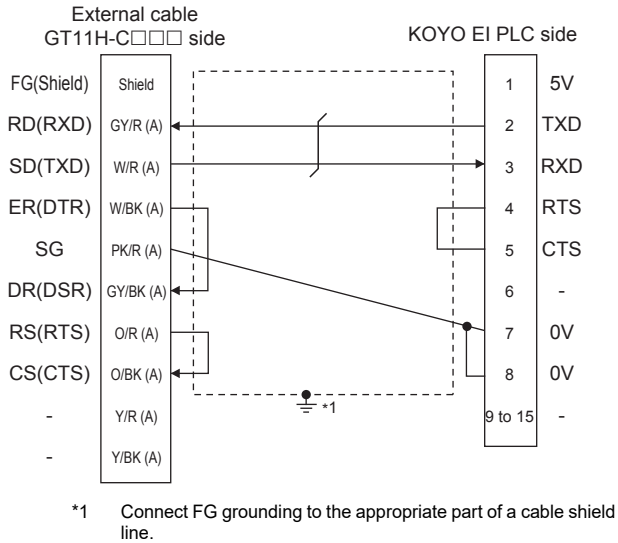 External cable
GT11H-C□□□ side
KOYO EI PLC side
FG(Shield) Shield 1 5V
RD(RXD) GY/R (A) 2 TXD
SD(TXD) W/R (A) 3 RXD
ER(DTR) W/BK (A) 4 RTS
SG PK/R (A) 5 CTS
DR(DSR) GY/BK (A) 6 -
RS(RTS) O/R (A) 7 0V
CS(CTS) O/BK (A) 8 0V
*1
- Y/R (A) 9 to 15 -
- Y/BK (A)
*1 Connect FG grounding to the appropriate part of a cable shield
line.